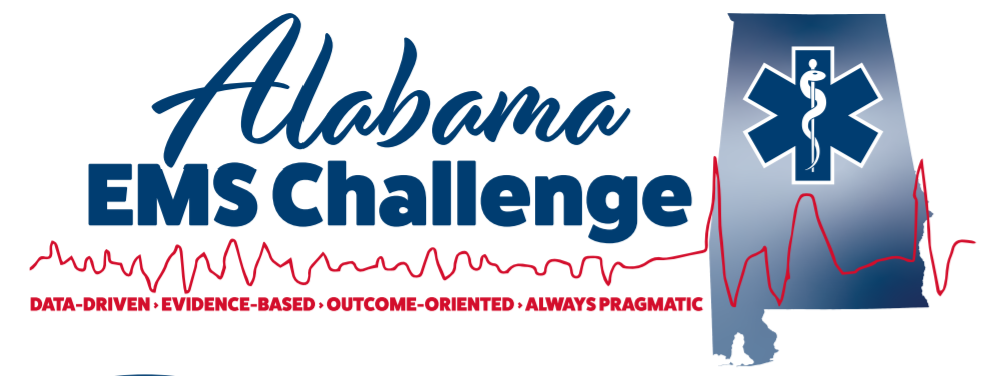 Alabama
EMS Challenge
DATA-DRIVEN › EVIDENCE-BASED › OUTCOME-ORIENTED › ALWAYS PRAGMATIC